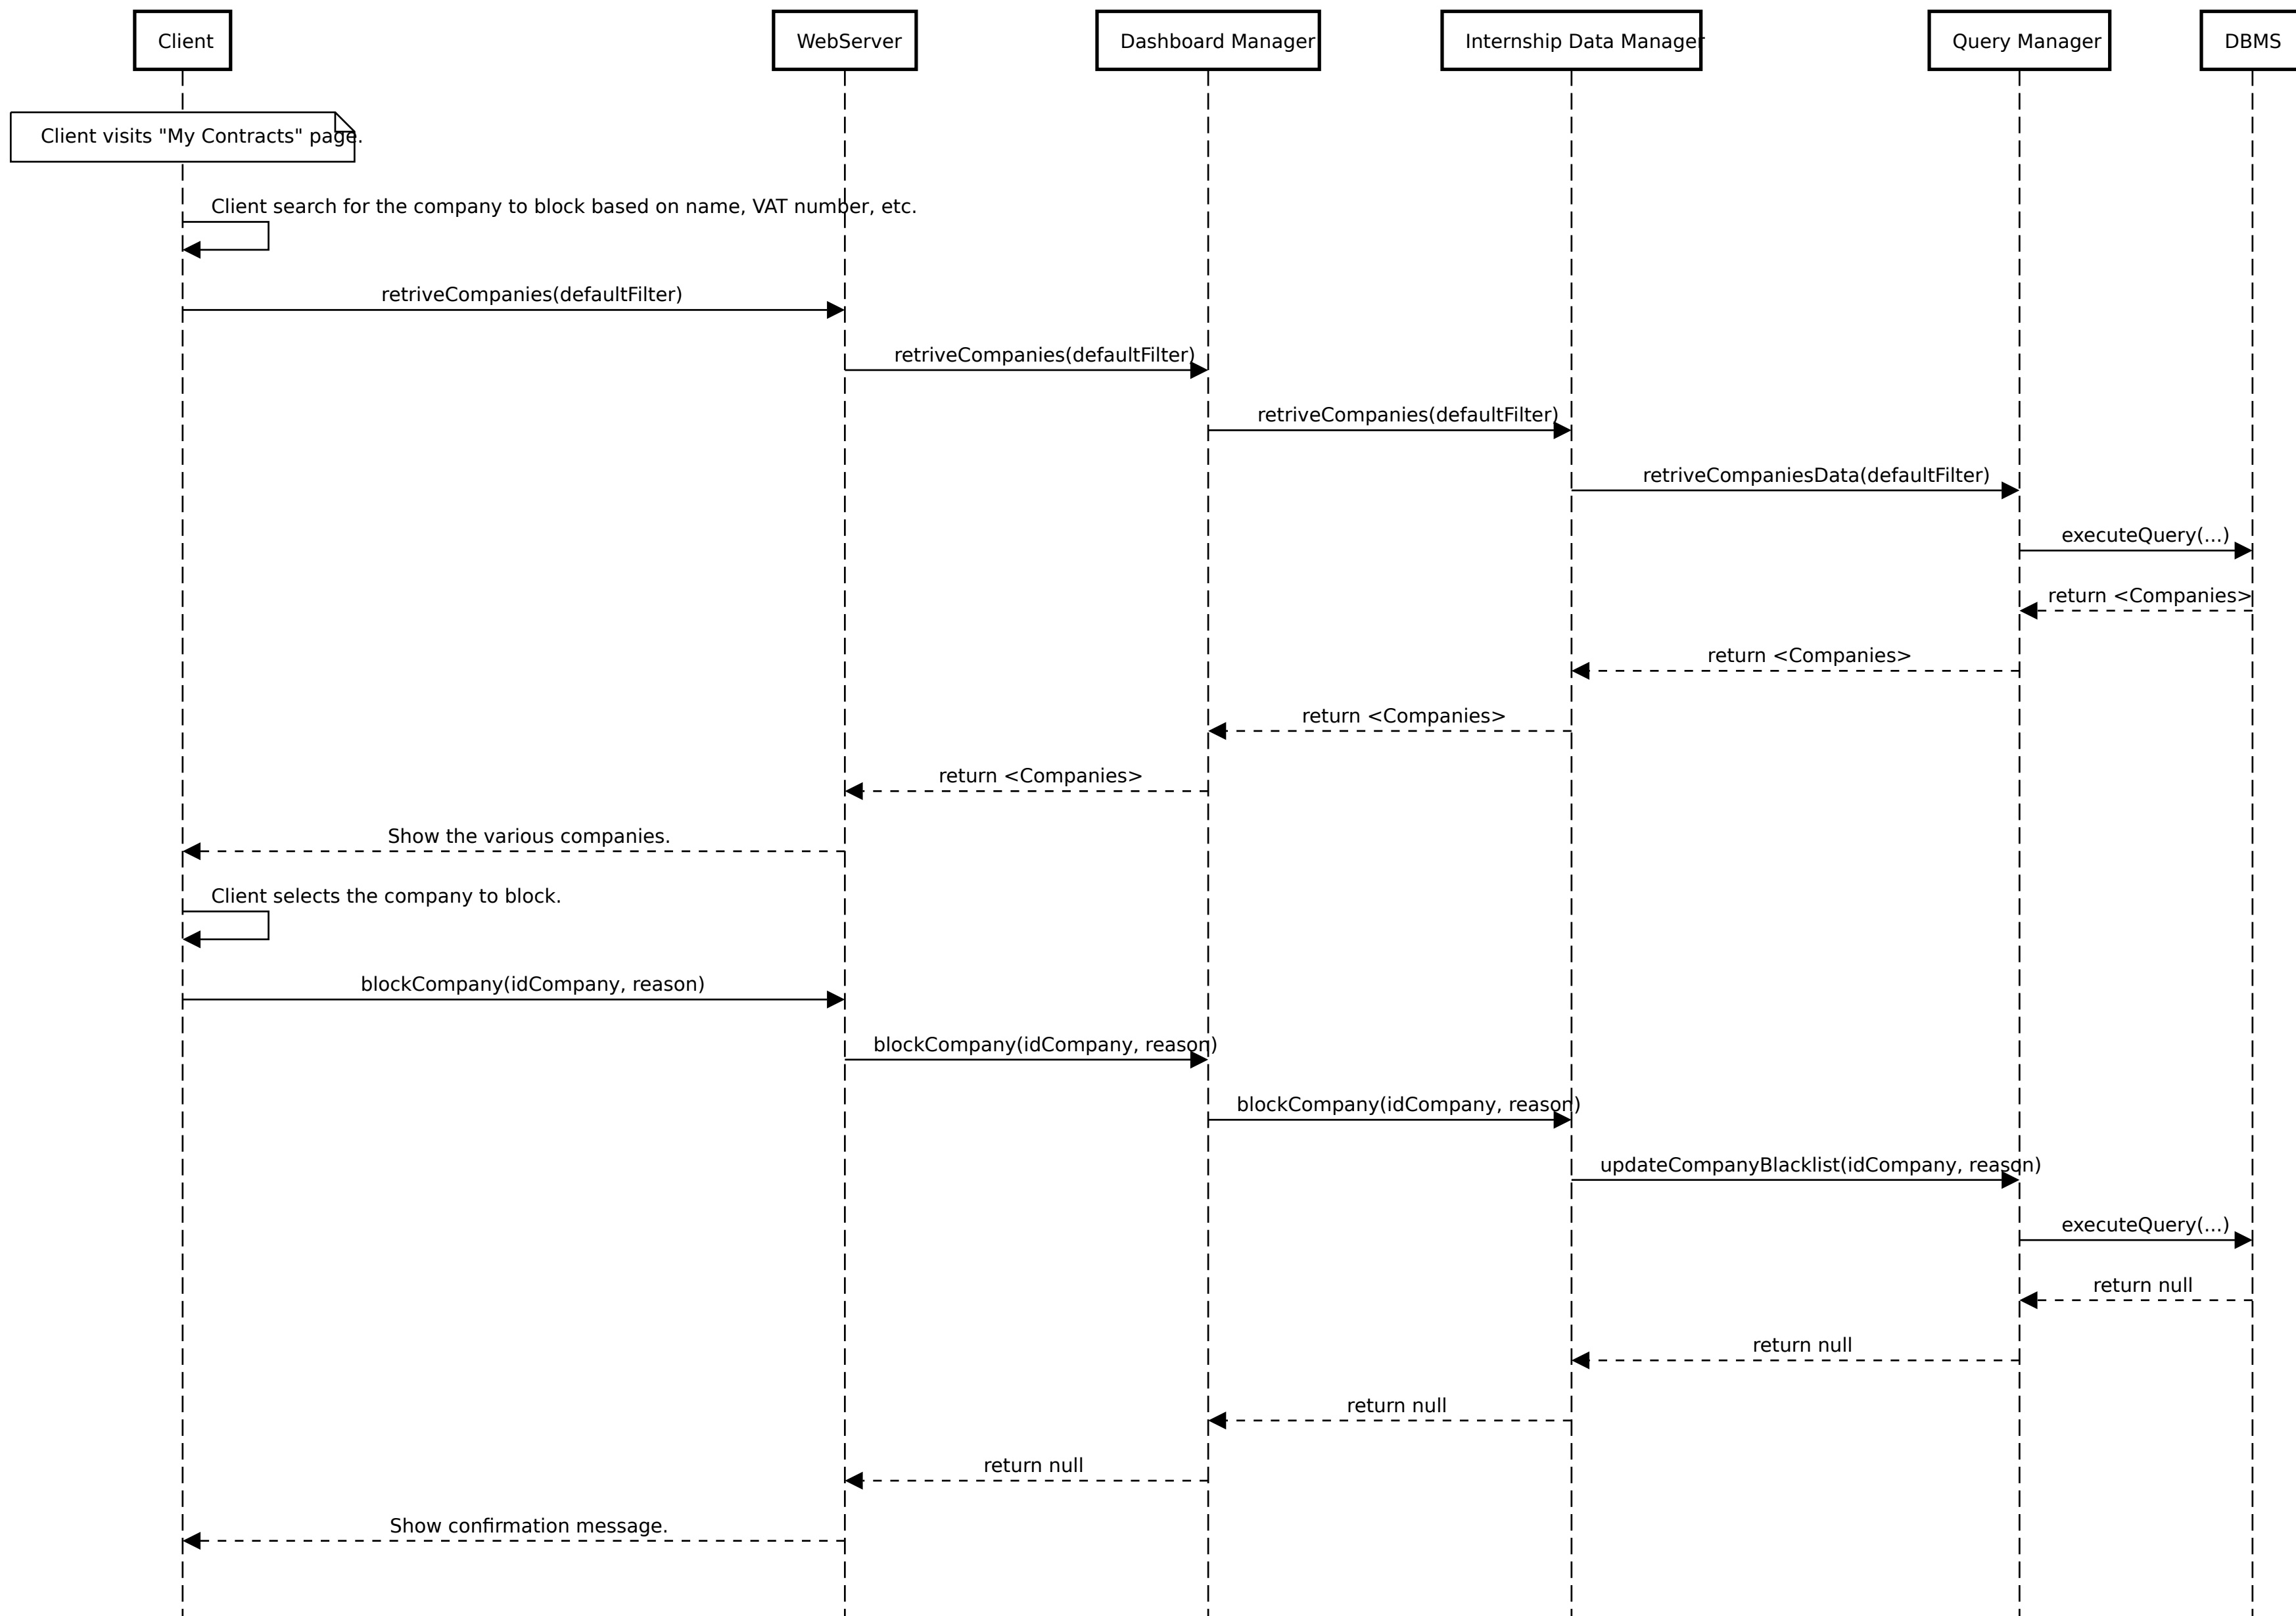 Client
WebServer
Dashboard Manager
Internship Data Manager
Query Manager
DBMS
Client visits "My Contracts" page.
Client search for the company to block based on name, VAT number, etc.
retriveCompanies(defaultFilter)
retriveCompanies(defaultFilter)
retriveCompanies(defaultFilter)
retriveCompaniesData(defaultFilter)
executeQuery(...)
return <Companies>
return <Companies>
return <Companies>
return <Companies>
Show the various companies.
Client selects the company to block.
blockCompany(idCompany, reason)
blockCompany(idCompany, reason)
blockCompany(idCompany, reason)
updateCompanyBlacklist(idCompany, reason)
executeQuery(...)
return null
return null
return null
return null
Show confirmation message.